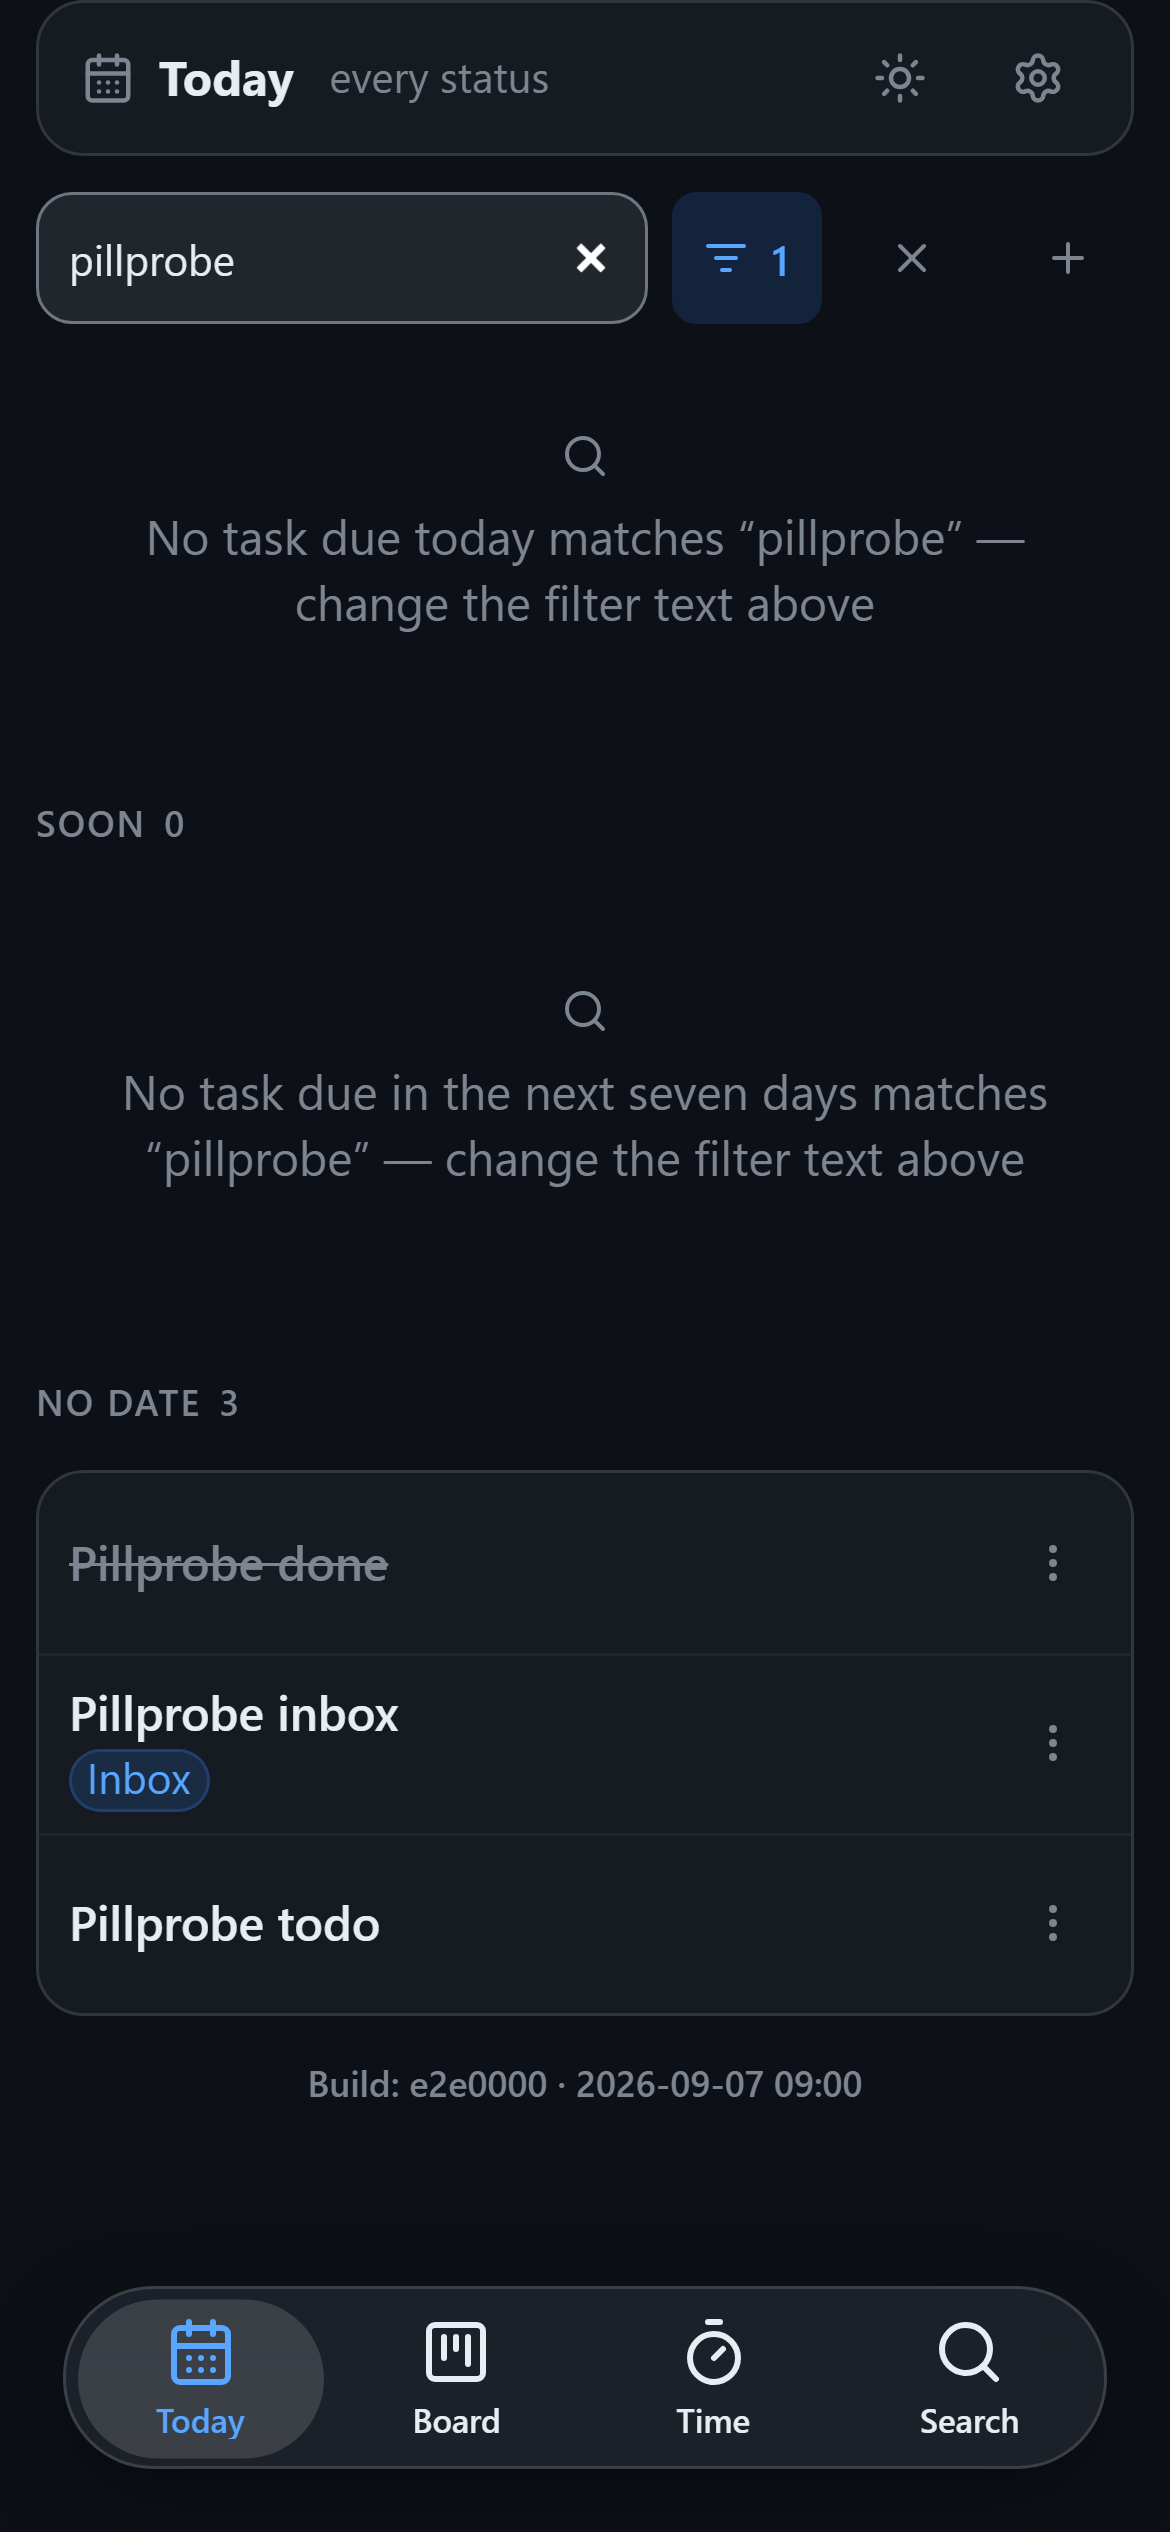 Today every status
pillprobe
1
No task due today matches “pillprobe” —
change the filter text above
SOON 0
No task due in the next seven days matches
“pillprobe” — change the filter text above
NO DATE 3
Pillprobe done
Pillprobe inbox
Inbox
Pillprobe todo
Build: e2e0000 · 2026-09-07 09:00
Today Board Time Search